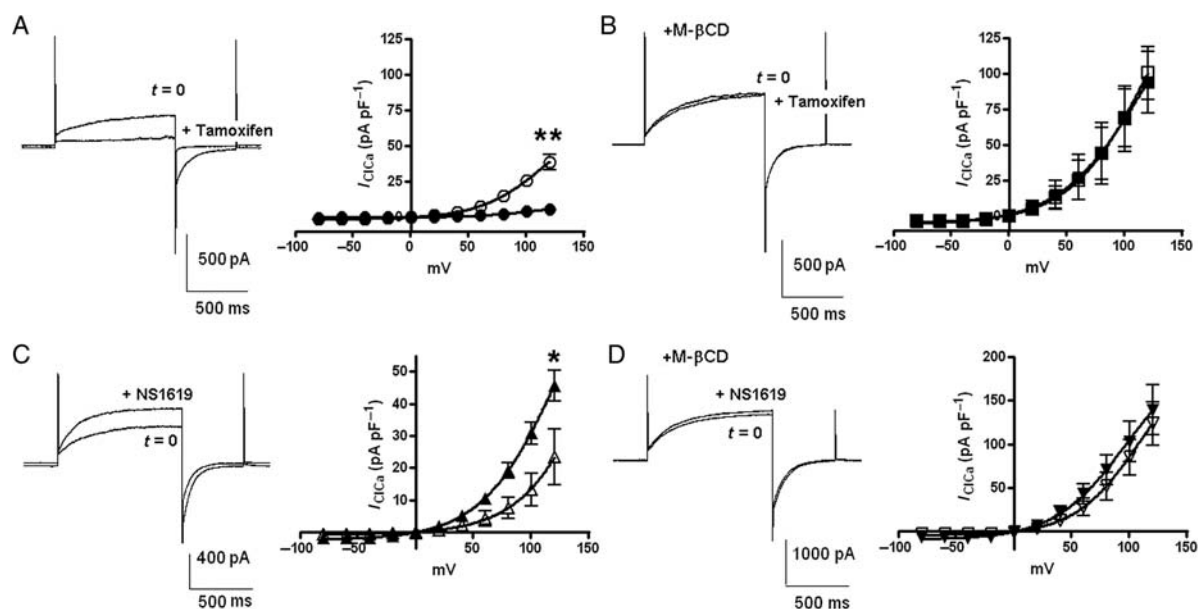 A
t = 0
+ Tamoxifen
500 pA
500 ms
I_ClCa (pA pF⁻¹)
125
100
75
50
25
0
**
−100
−50
0
50
100
150
mV
B
+M-βCD
t = 0
+ Tamoxifen
500 pA
500 ms
I_ClCa (pA pF⁻¹)
125
100
75
50
25
0
−100
−50
0
50
100
150
mV
C
+ NS1619
t = 0
400 pA
500 ms
I_ClCa (pA pF⁻¹)
50
40
30
20
10
*
−100
−50
50
100
150
mV
D
+M-βCD
+ NS1619
t = 0
1000 pA
500 ms
I_ClCa (pA pF⁻¹)
200
150
100
50
−100
−50
50
100
150
mV